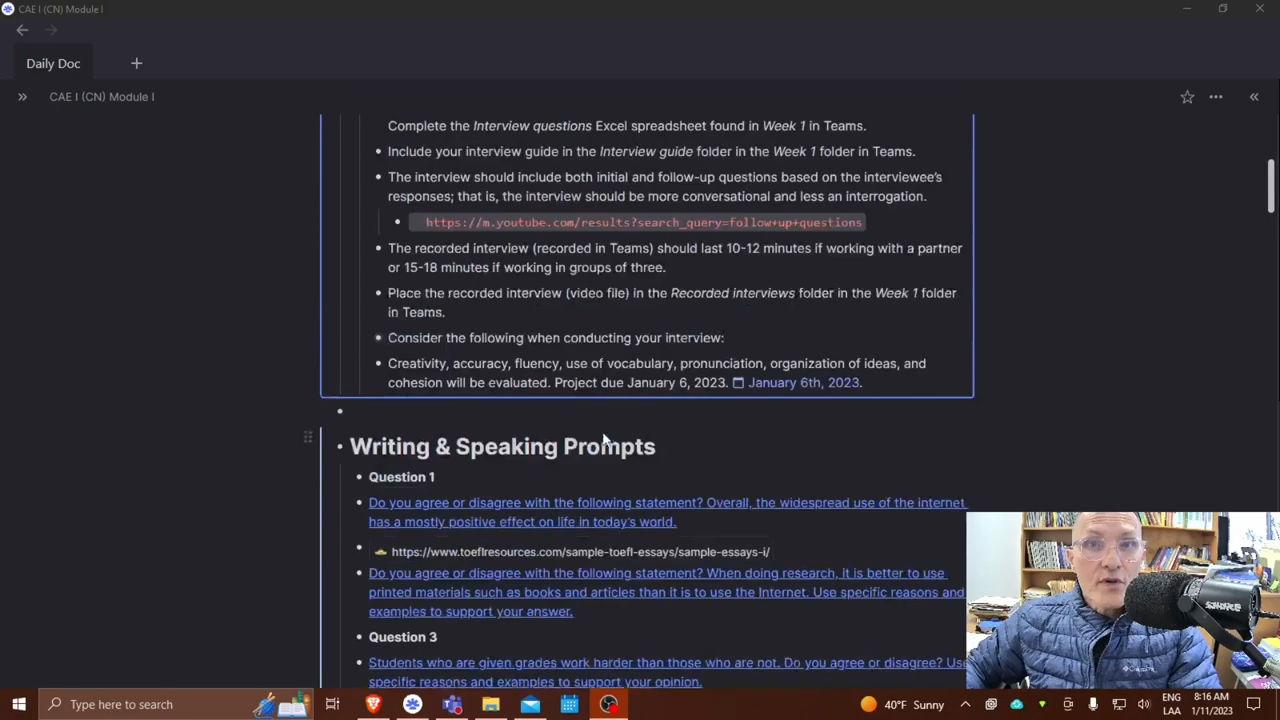 CAE I (CN) Module I
Daily Doc
CAE I (CN) Module I
Complete the Interview questions Excel spreadsheet found in Week 1 in Teams.
Include your interview guide in the Interview guide folder in the Week 1 folder in Teams.
The interview should include both initial and follow-up questions based on the interviewee's
responses; that is, the interview should be more conversational and less an interrogation.
https://m.youtube.com/results?search_query=follow+up+questions
The recorded interview (recorded in Teams) should last 10-12 minutes if working with a partner
or 15-18 minutes if working in groups of three.
Place the recorded interview (video file) in the Recorded interviews folder in the Week 1 folder
in Teams.
Consider the following when conducting your interview:
Creativity, accuracy, fluency, use of vocabulary, pronunciation, organization of ideas, and
cohesion will be evaluated. Project due January 6, 2023. January 6th, 2023.
Writing & Speaking Prompts
Question 1
Do you agree or disagree with the following statement? Overall, the widespread use of the internet
has a mostly positive effect on life in today's world.
https://www.toeflresources.com/sample-toefl-essays/sample-essays-i/
Do you agree or disagree with the following statement? When doing research, it is better to use
printed materials such as books and articles than it is to use the Internet. Use specific reasons and
examples to support your answer.
Question 3
Students who are given grades work harder than those who are not. Do you agree or disagree? Use
specific reasons and examples to support your opinion.
SHURE
Columbia
Type here to search
40°F Sunny
ENG
LAA
8:16 AM
1/11/2023